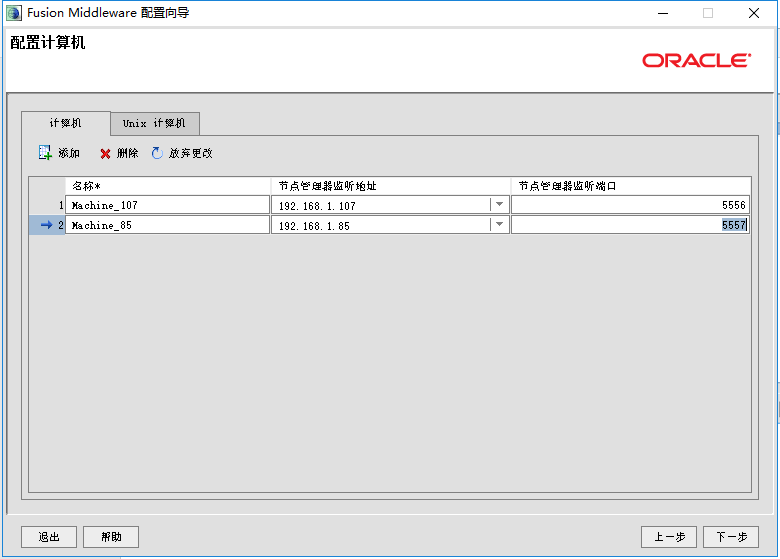 Fusion Middleware 配置向导
配置计算机
ORACLE
计算机 Unix 计算机
添加 删除 放弃更改
名称* 节点管理器监听地址 节点管理器监听端口
1 Machine_107 192.168.1.107 5556
2 Machine_85 192.168.1.85 5557
退出 帮助 上一步 下一步